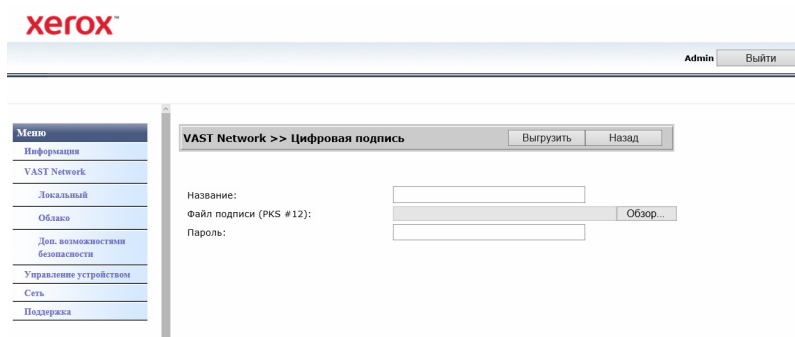 xerox™
Admin Выйти
Меню
Информация
VAST Network
Локальный
Облако
Доп. возможностями
безопасности
Управление устройством
Сеть
Поддержка
VAST Network >> Цифровая подпись Выгрузить Назад
Название:
Файл подписи (PKS #12): Обзор...
Пароль: